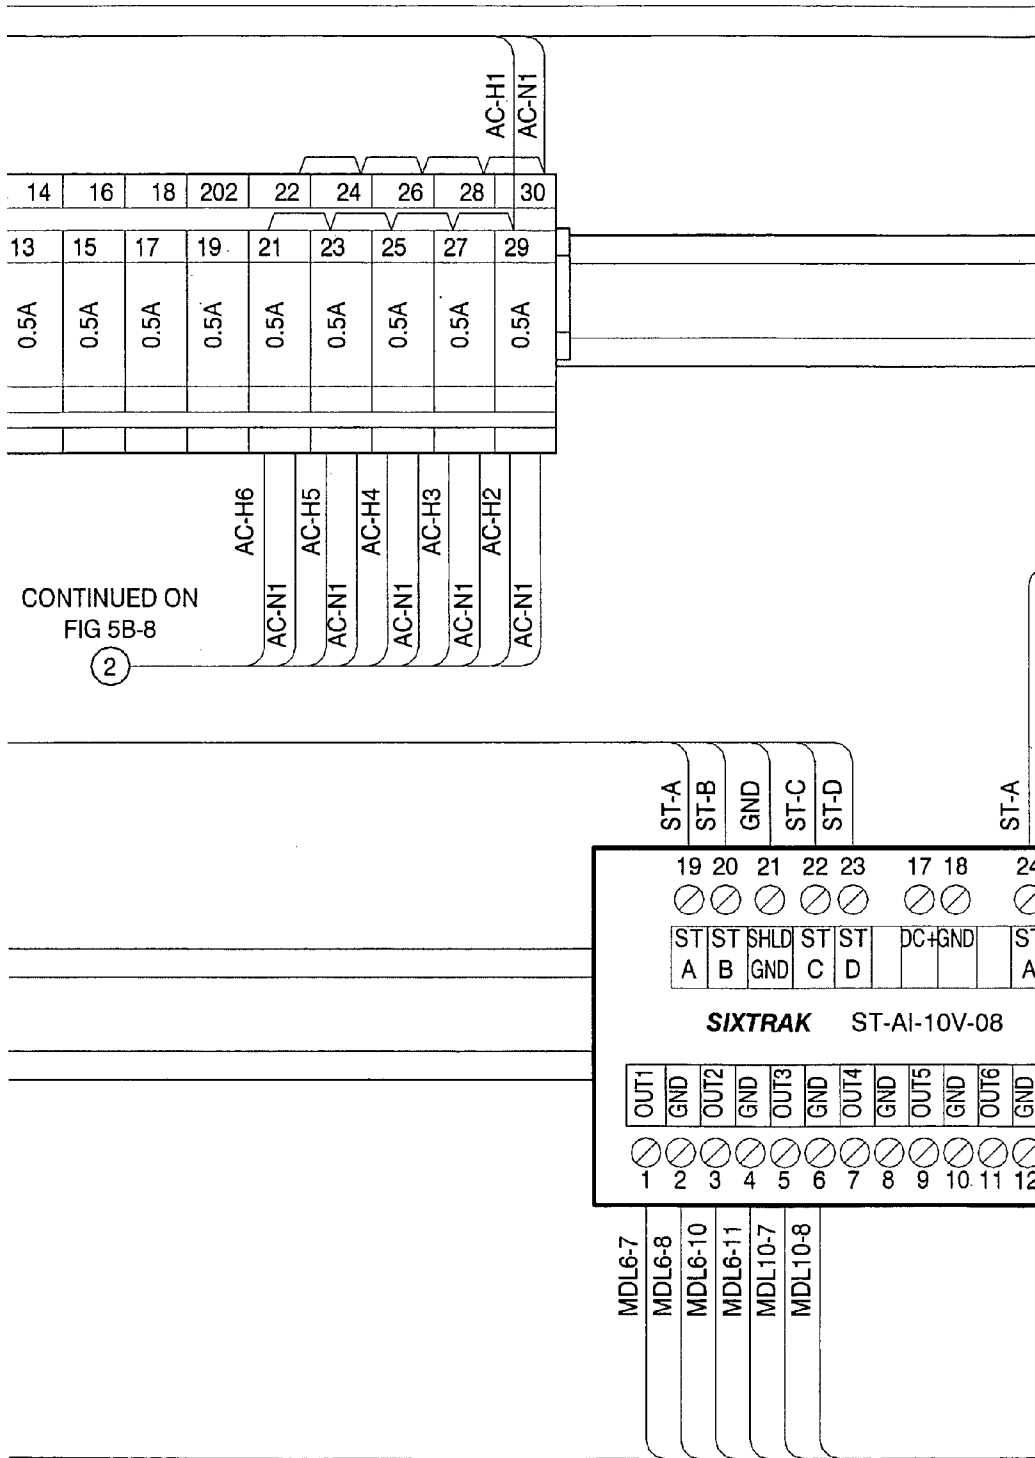 AC-H1
AC-N1
14 16 18 202 22 24 26 28 30
13 15 17 19 21 23 25 27 29
0.5A 0.5A 0.5A 0.5A 0.5A 0.5A 0.5A 0.5A 0.5A
AC-H6 AC-H5 AC-H4 AC-H3 AC-H2
AC-N1 AC-N1 AC-N1 AC-N1 AC-N1
CONTINUED ON
FIG 5B-8
2
ST-A ST-B GND ST-C ST-D ST-A
19 20 21 22 23 17 18 24
ST ST SHLD ST ST DC+ GND ST
A B GND C D A
SIXTRAK ST-AI-10V-08
OUT1 GND OUT2 GND OUT3 GND OUT4 GND OUT5 GND OUT6 GND
1 2 3 4 5 6 7 8 9 10 11 12
MDL6-7 MDL6-8 MDL6-10 MDL6-11 MDL10-7 MDL10-8